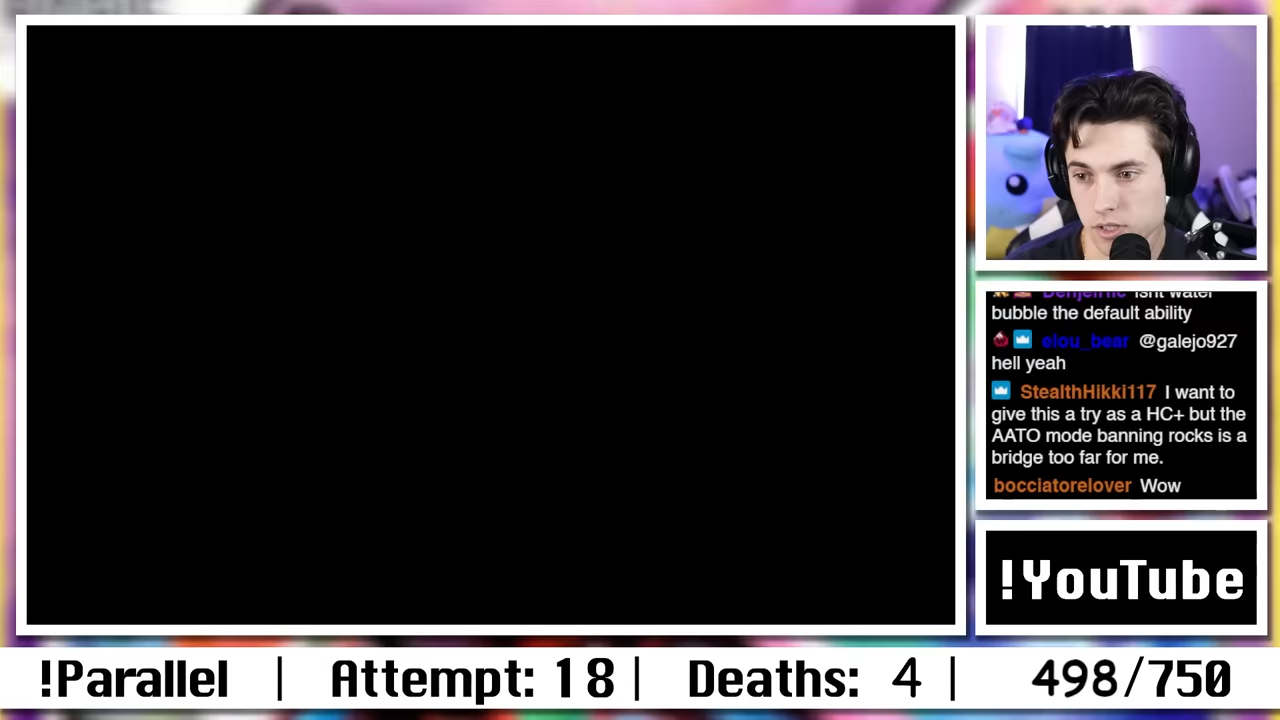 isnt water
bubble the default ability
elou_bear @galejo927
hell yeah
StealthHikki117 I want to
give this a try as a HC+ but the
AATO mode banning rocks is a
bridge too far for me.
bocciatorelover Wow
!YouTube
!Parallel | Attempt: 18 | Deaths: 4 | 498/750